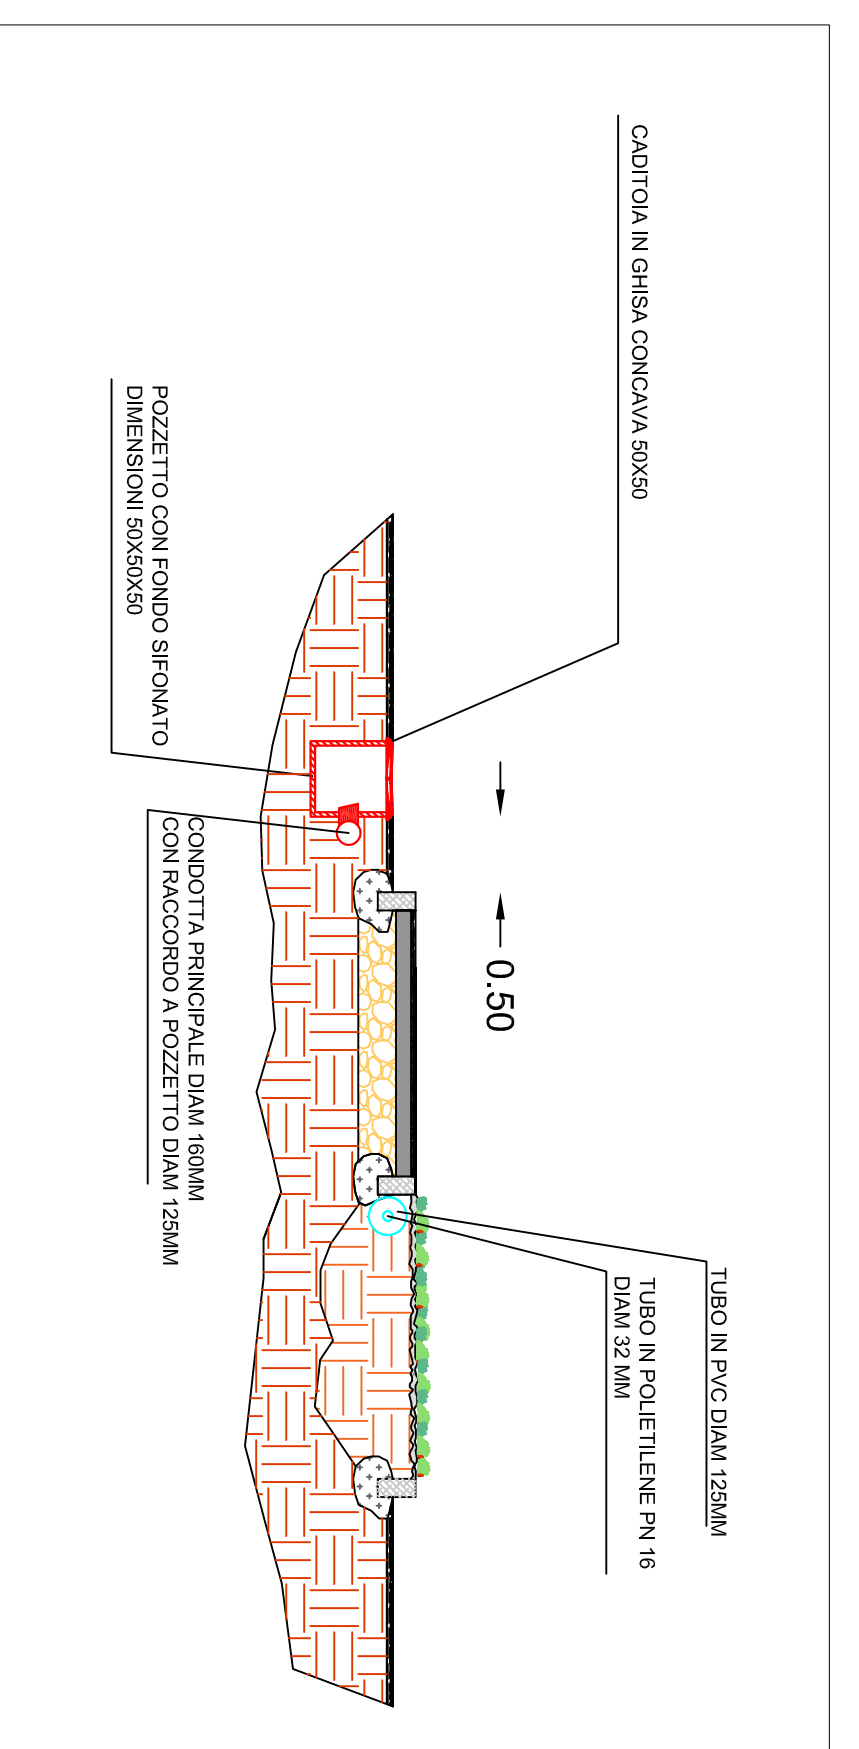 CADITOIA IN GHISA CONCAVA 50X50
0.50
TUBO IN PVC DIAM 125MM
TUBO IN POLIETILENE PN 16
DIAM 32 MM
POZZETTO CON FONDO SIFONATO
DIMENSIONI 50X50X50
CONDOTTA PRINCIPALE DIAM 160MM
CON RACCORDO A POZZETTO DIAM 125MM